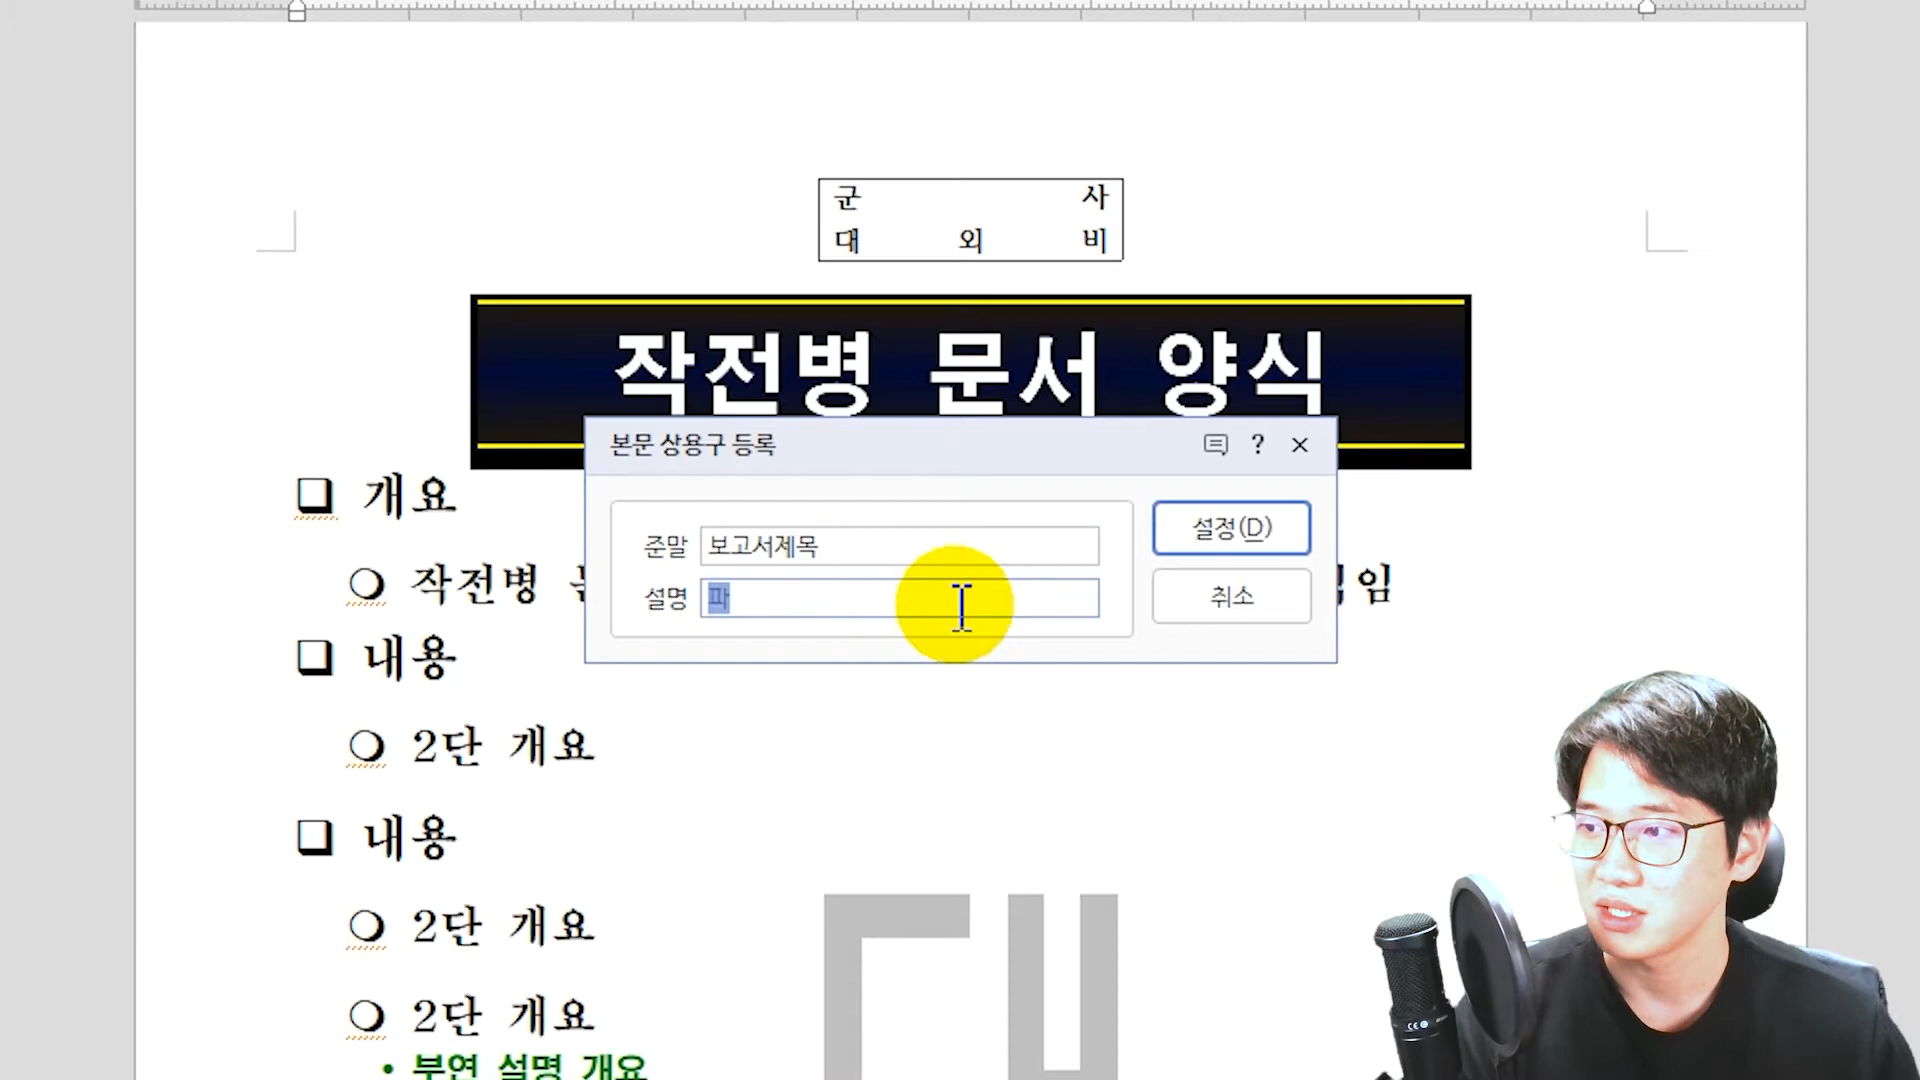 군 사
대 외 비
작전병 문서 양식
본문 상용구 등록
?
준말 보고서제목
설정(D)
설명 파
취소
❑ 개요
❍ 작전병
임
❑ 내용
❍ 2단 개요
❑ 내용
❍ 2단 개요
❍ 2단 개요
• 부연 설명 개요
대
CE